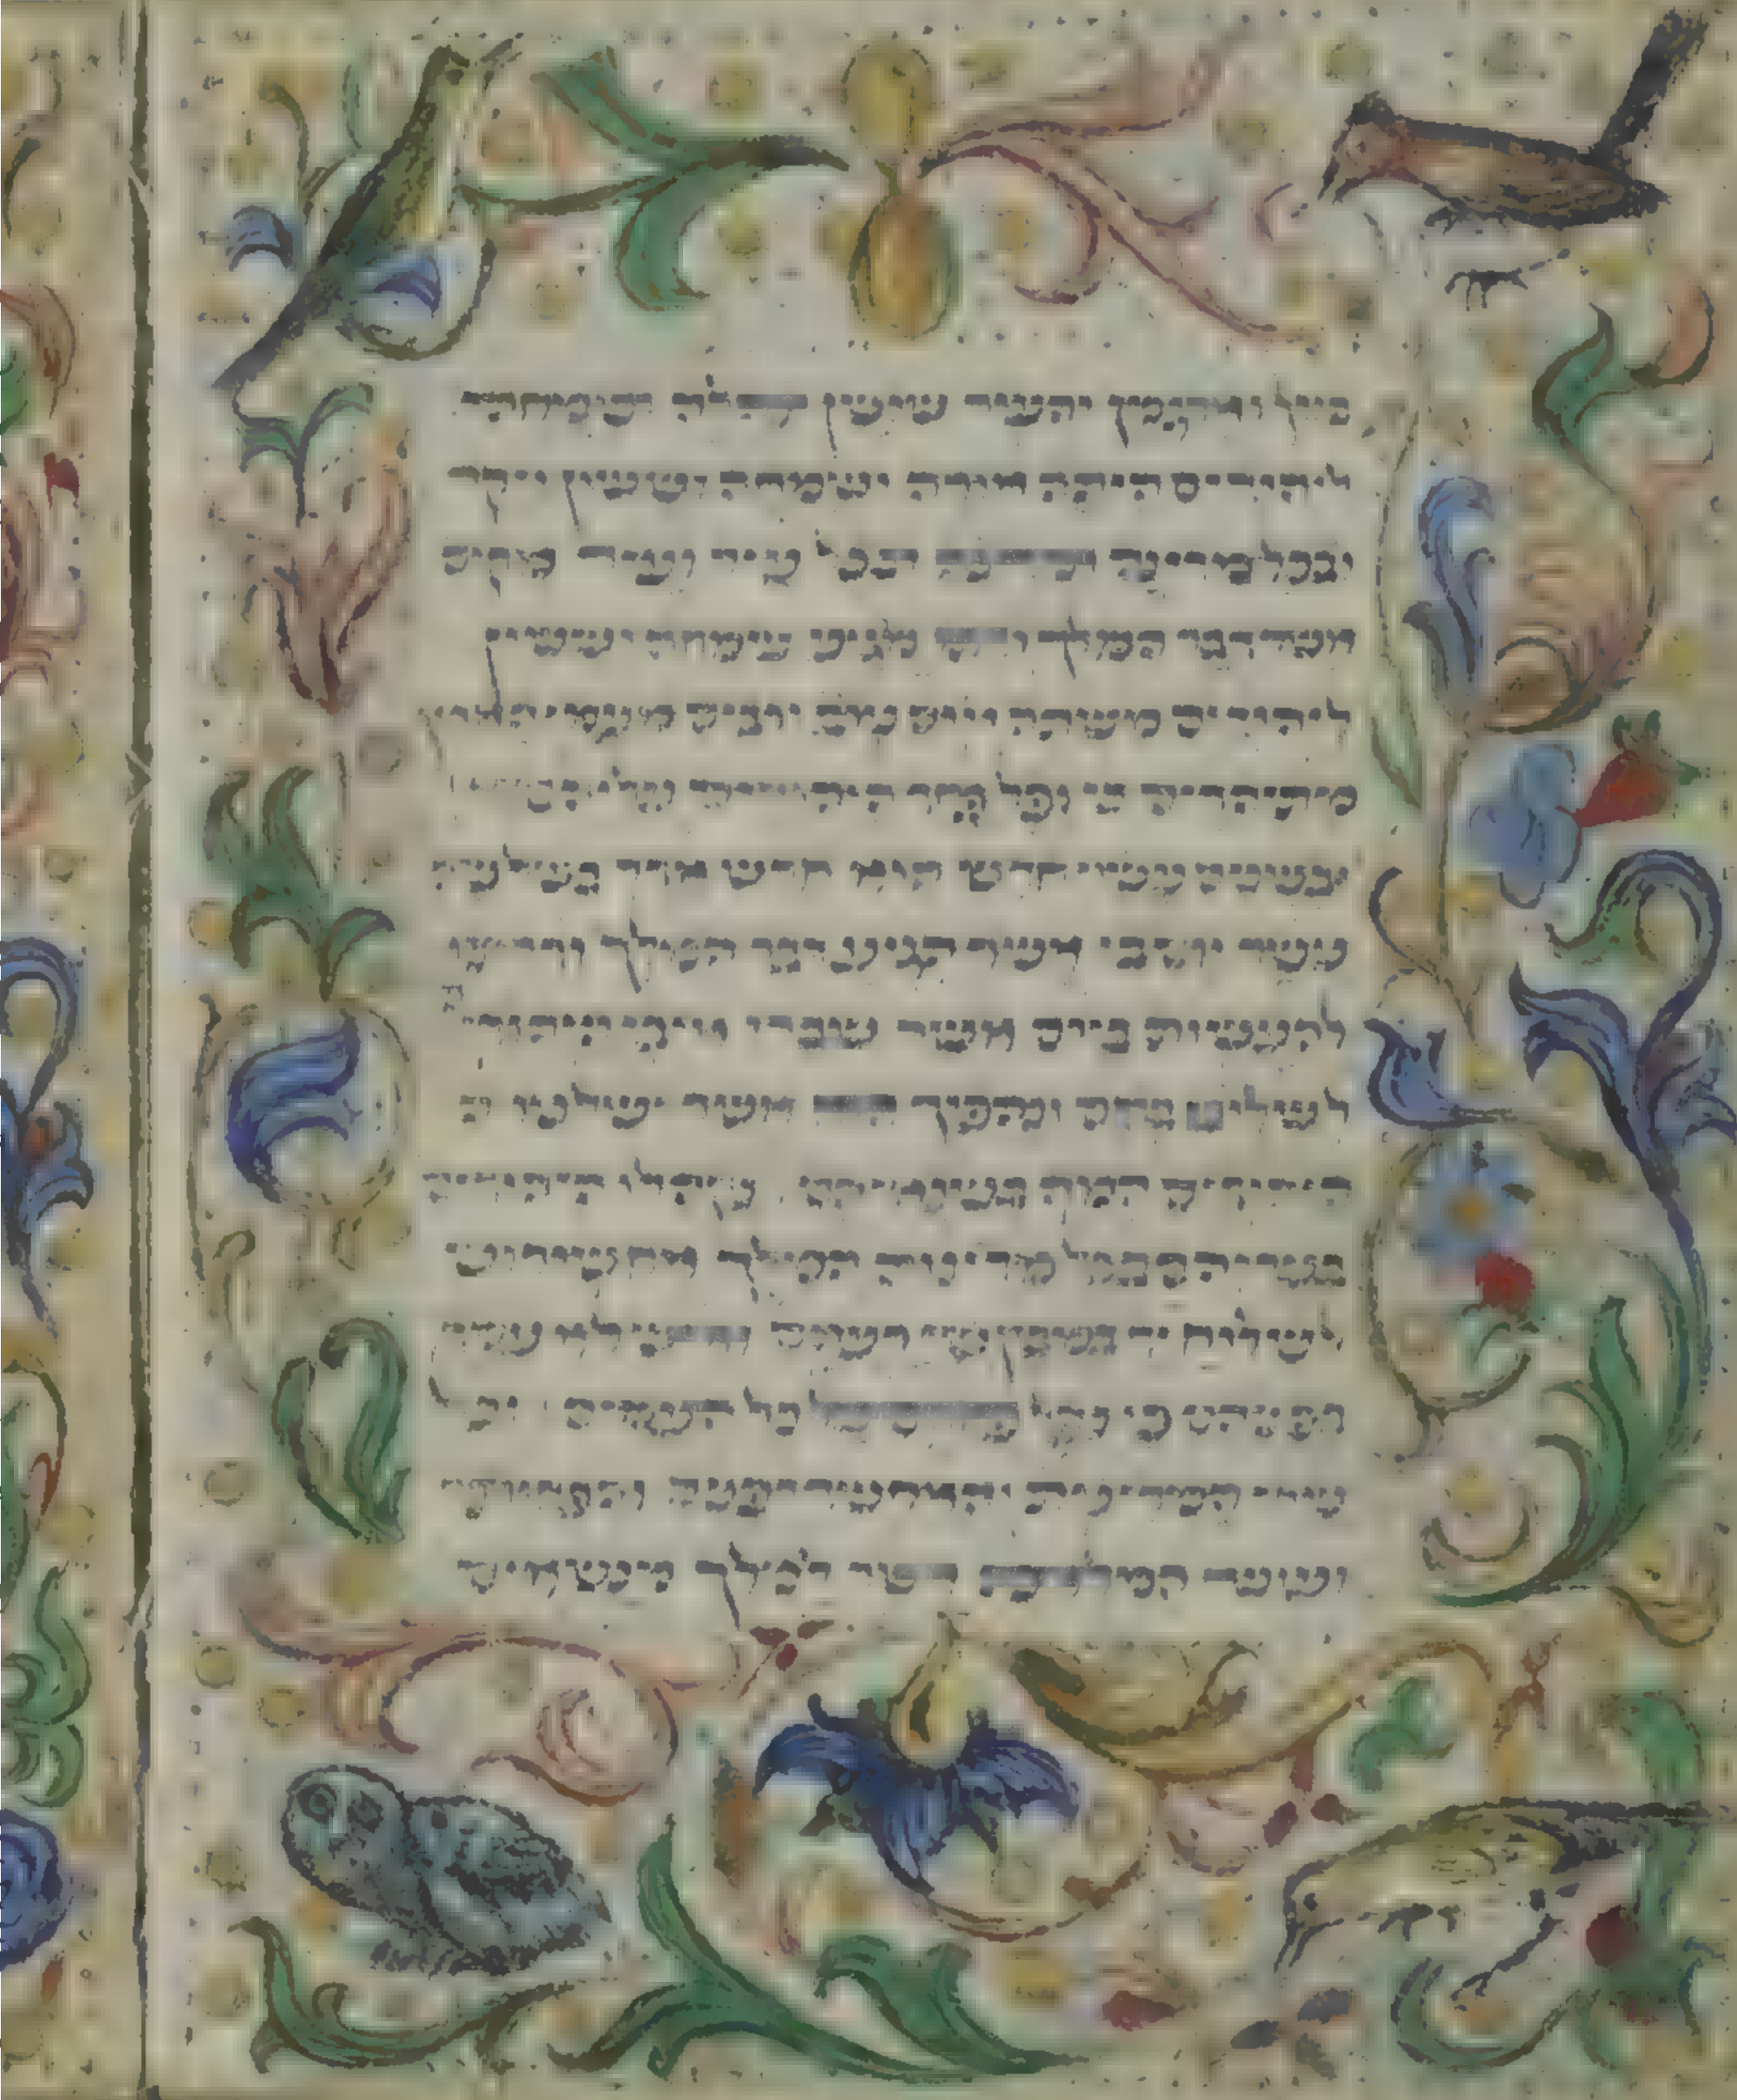 בוץ וארגמן והעיר שושן צהלה ושמחה
ליהודים היתה אורה ושמחה וששון ויקר
ובכל מדינה ומדינה ובכל עיר ועיר מקום
אשר דבר המלך ודתו מגיע שמחה וששון
ליהודים משתה ויום טוב ורבים מעמי הארץ
מתיהדים כי נפל פחד היהודים עליהם
ובשנים עשר חדש הוא חדש אדר בשלשה
עשר יום בו אשר הגיע דבר המלך ודתו
להעשות ביום אשר שברו איבי היהודים
לשלוט בהם ונהפוך הוא אשר ישלטו
היהודים המה בשנאיהם נקהלו היהודים
בעריהם בכל מדינות המלך אחשורוש
לשלח יד במבקשי רעתם ואיש לא עמד
לפניהם כי נפל פחדם על כל העמים וכל
שרי המדינות והאחשדרפנים והפחות
ועשי המלאכה אשר למלך מנשאים